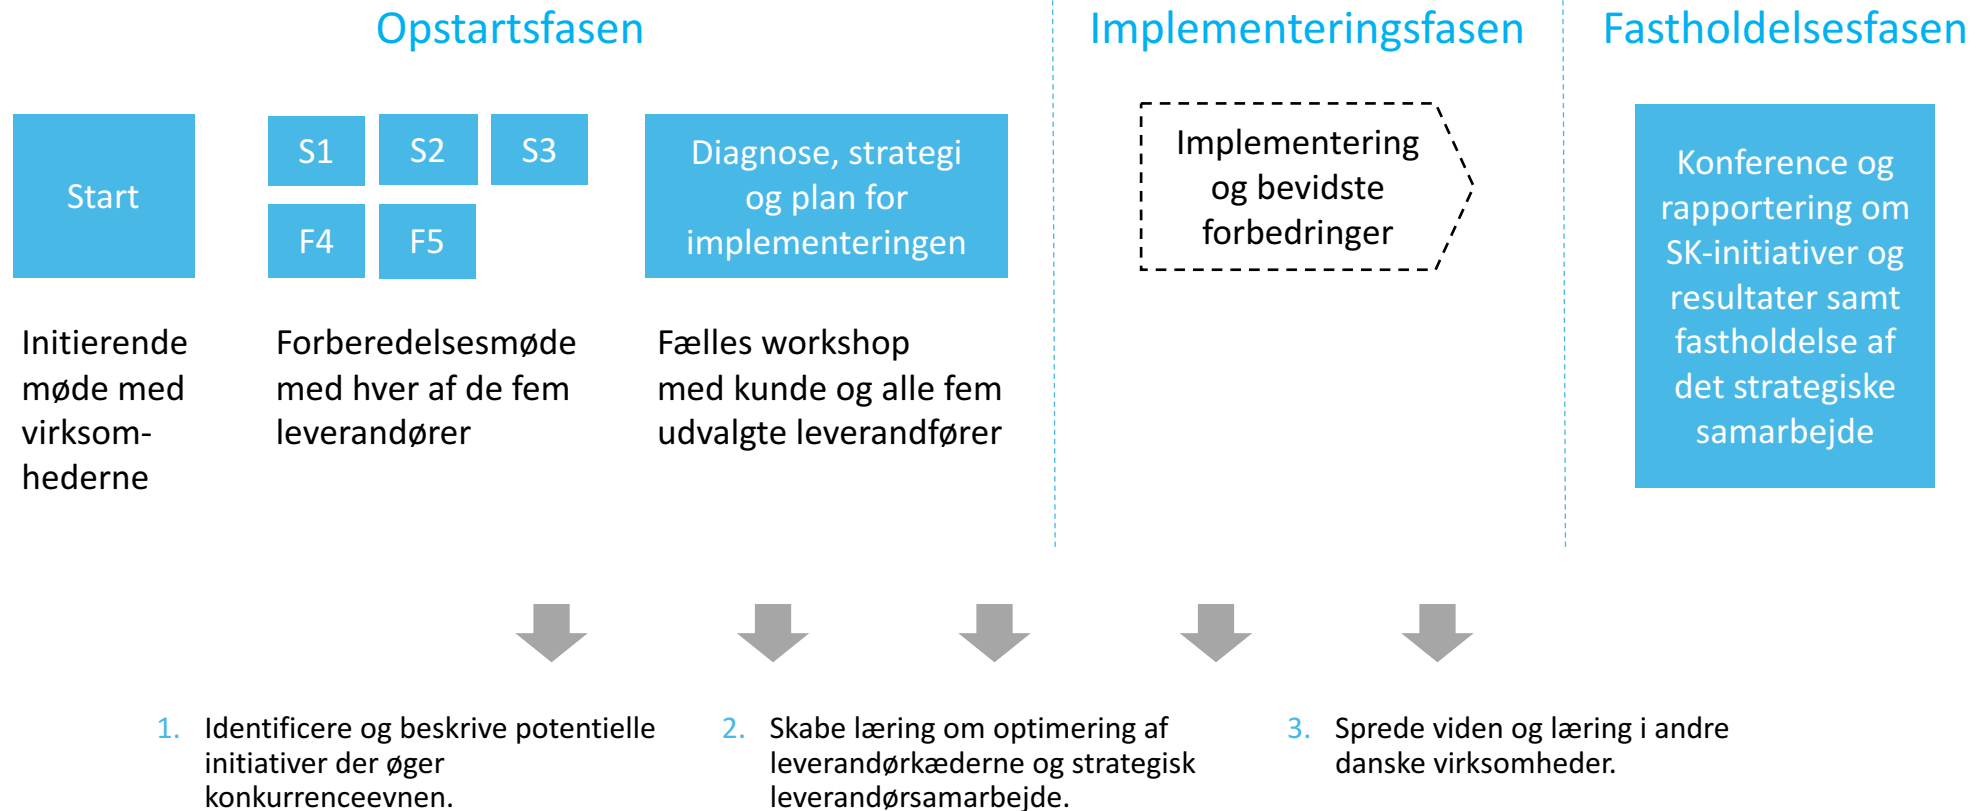 Opstartsfasen
Implementeringsfasen
Fastholdelsesfasen
Start
S1
S2
S3
F4
F5
Diagnose, strategi
og plan for
implementeringen
Implementering
og bevidste
forbedringer
Konference og
rapportering om
SK-initiativer og
resultater samt
fastholdelse af
det strategiske
samarbejde
Initierende
møde med
virksom-
hederne
Forberedelsesmøde
med hver af de fem
leverandører
Fælles workshop
med kunde og alle fem
udvalgte leverandfører
1. Identificere og beskrive potentielle
initiativer der øger
konkurrenceevnen.
2. Skabe læring om optimering af
leverandørkæderne og strategisk
leverandørsamarbejde.
3. Sprede viden og læring i andre
danske virksomheder.